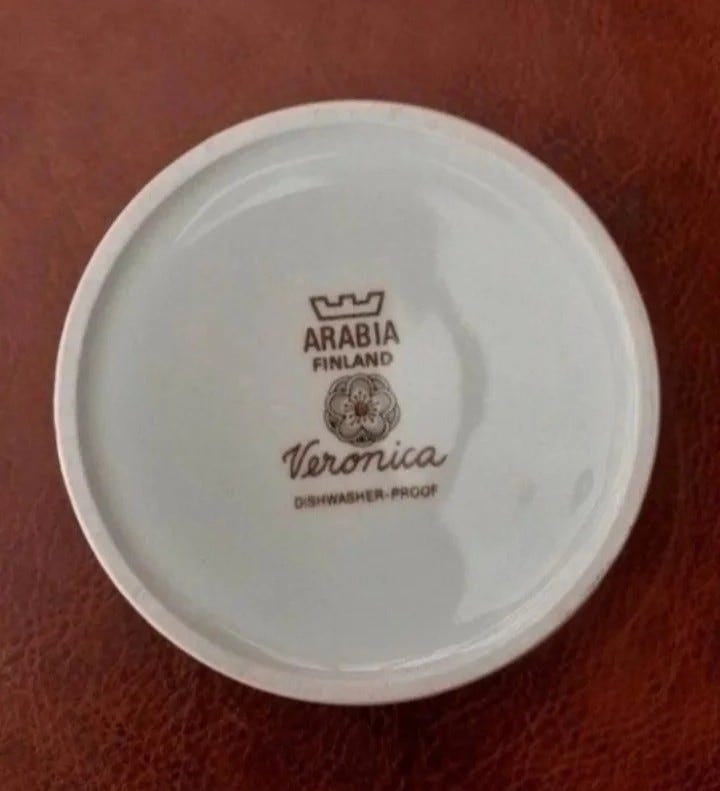 ARABIA
FINLAND
Veronica
DISHWASHER-PROOF